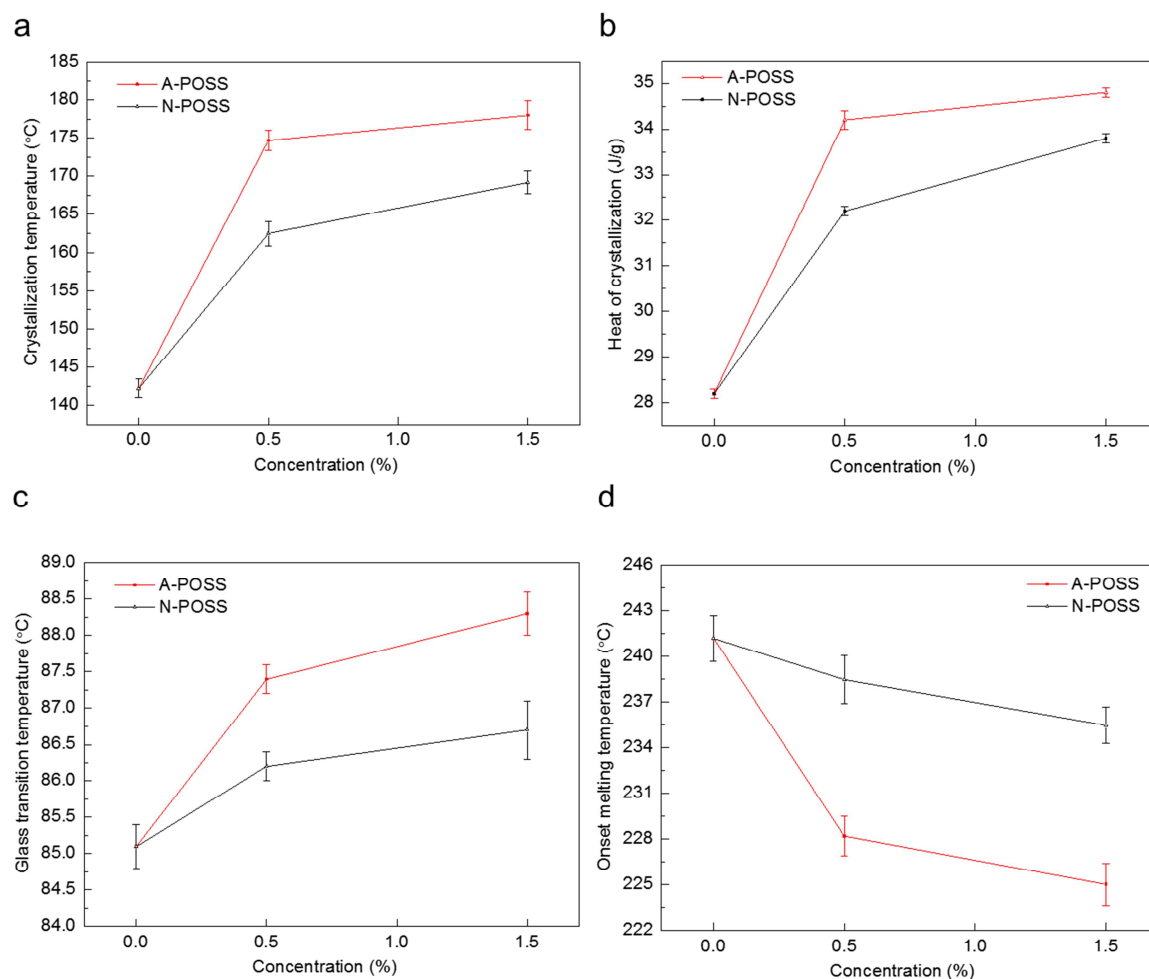 a
185
180
175
170
165
160
155
150
145
140
A-POSS
N-POSS
Crystallization temperature (°C)
0.0 0.5 1.0 1.5
Concentration (%)
b
35
34
33
32
31
30
29
28
A-POSS
N-POSS
Heat of crystallization (J/g)
0.0 0.5 1.0 1.5
Concentration (%)
c
89.0
88.5
88.0
87.5
87.0
86.5
86.0
85.5
85.0
84.5
84.0
A-POSS
N-POSS
Glass transition temperature (°C)
0.0 0.5 1.0 1.5
Concentration (%)
d
246
243
240
237
234
231
228
225
222
A-POSS
N-POSS
Onset melting temperature (°C)
0.0 0.5 1.0 1.5
Concentration (%)